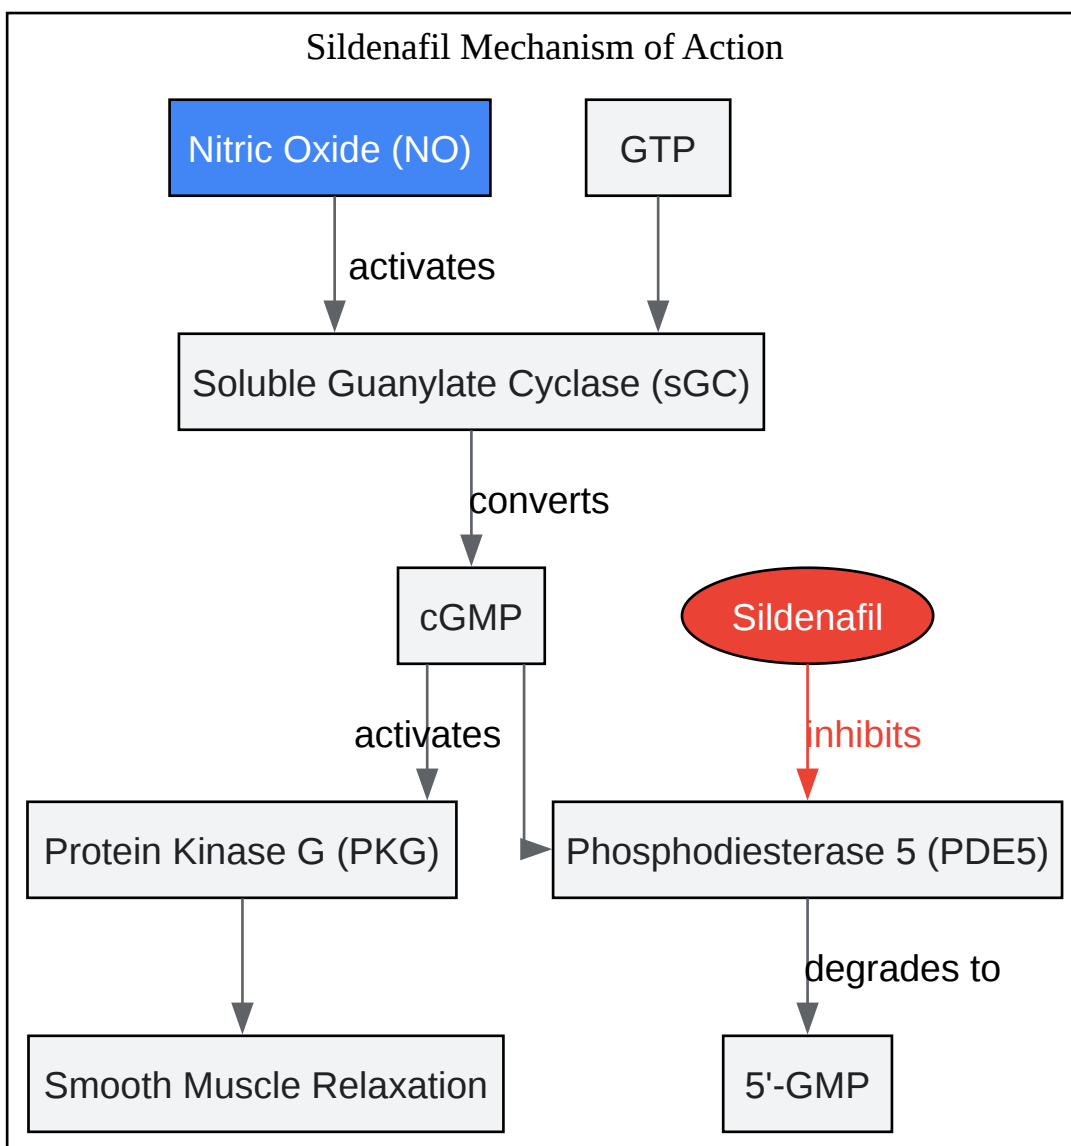 Sildenafil Mechanism of Action
Nitric Oxide (NO)
GTP
activates
Soluble Guanylate Cyclase (sGC)
converts
cGMP
Sildenafil
activates
inhibits
Protein Kinase G (PKG)
Phosphodiesterase 5 (PDE5)
degrades to
Smooth Muscle Relaxation
5'-GMP